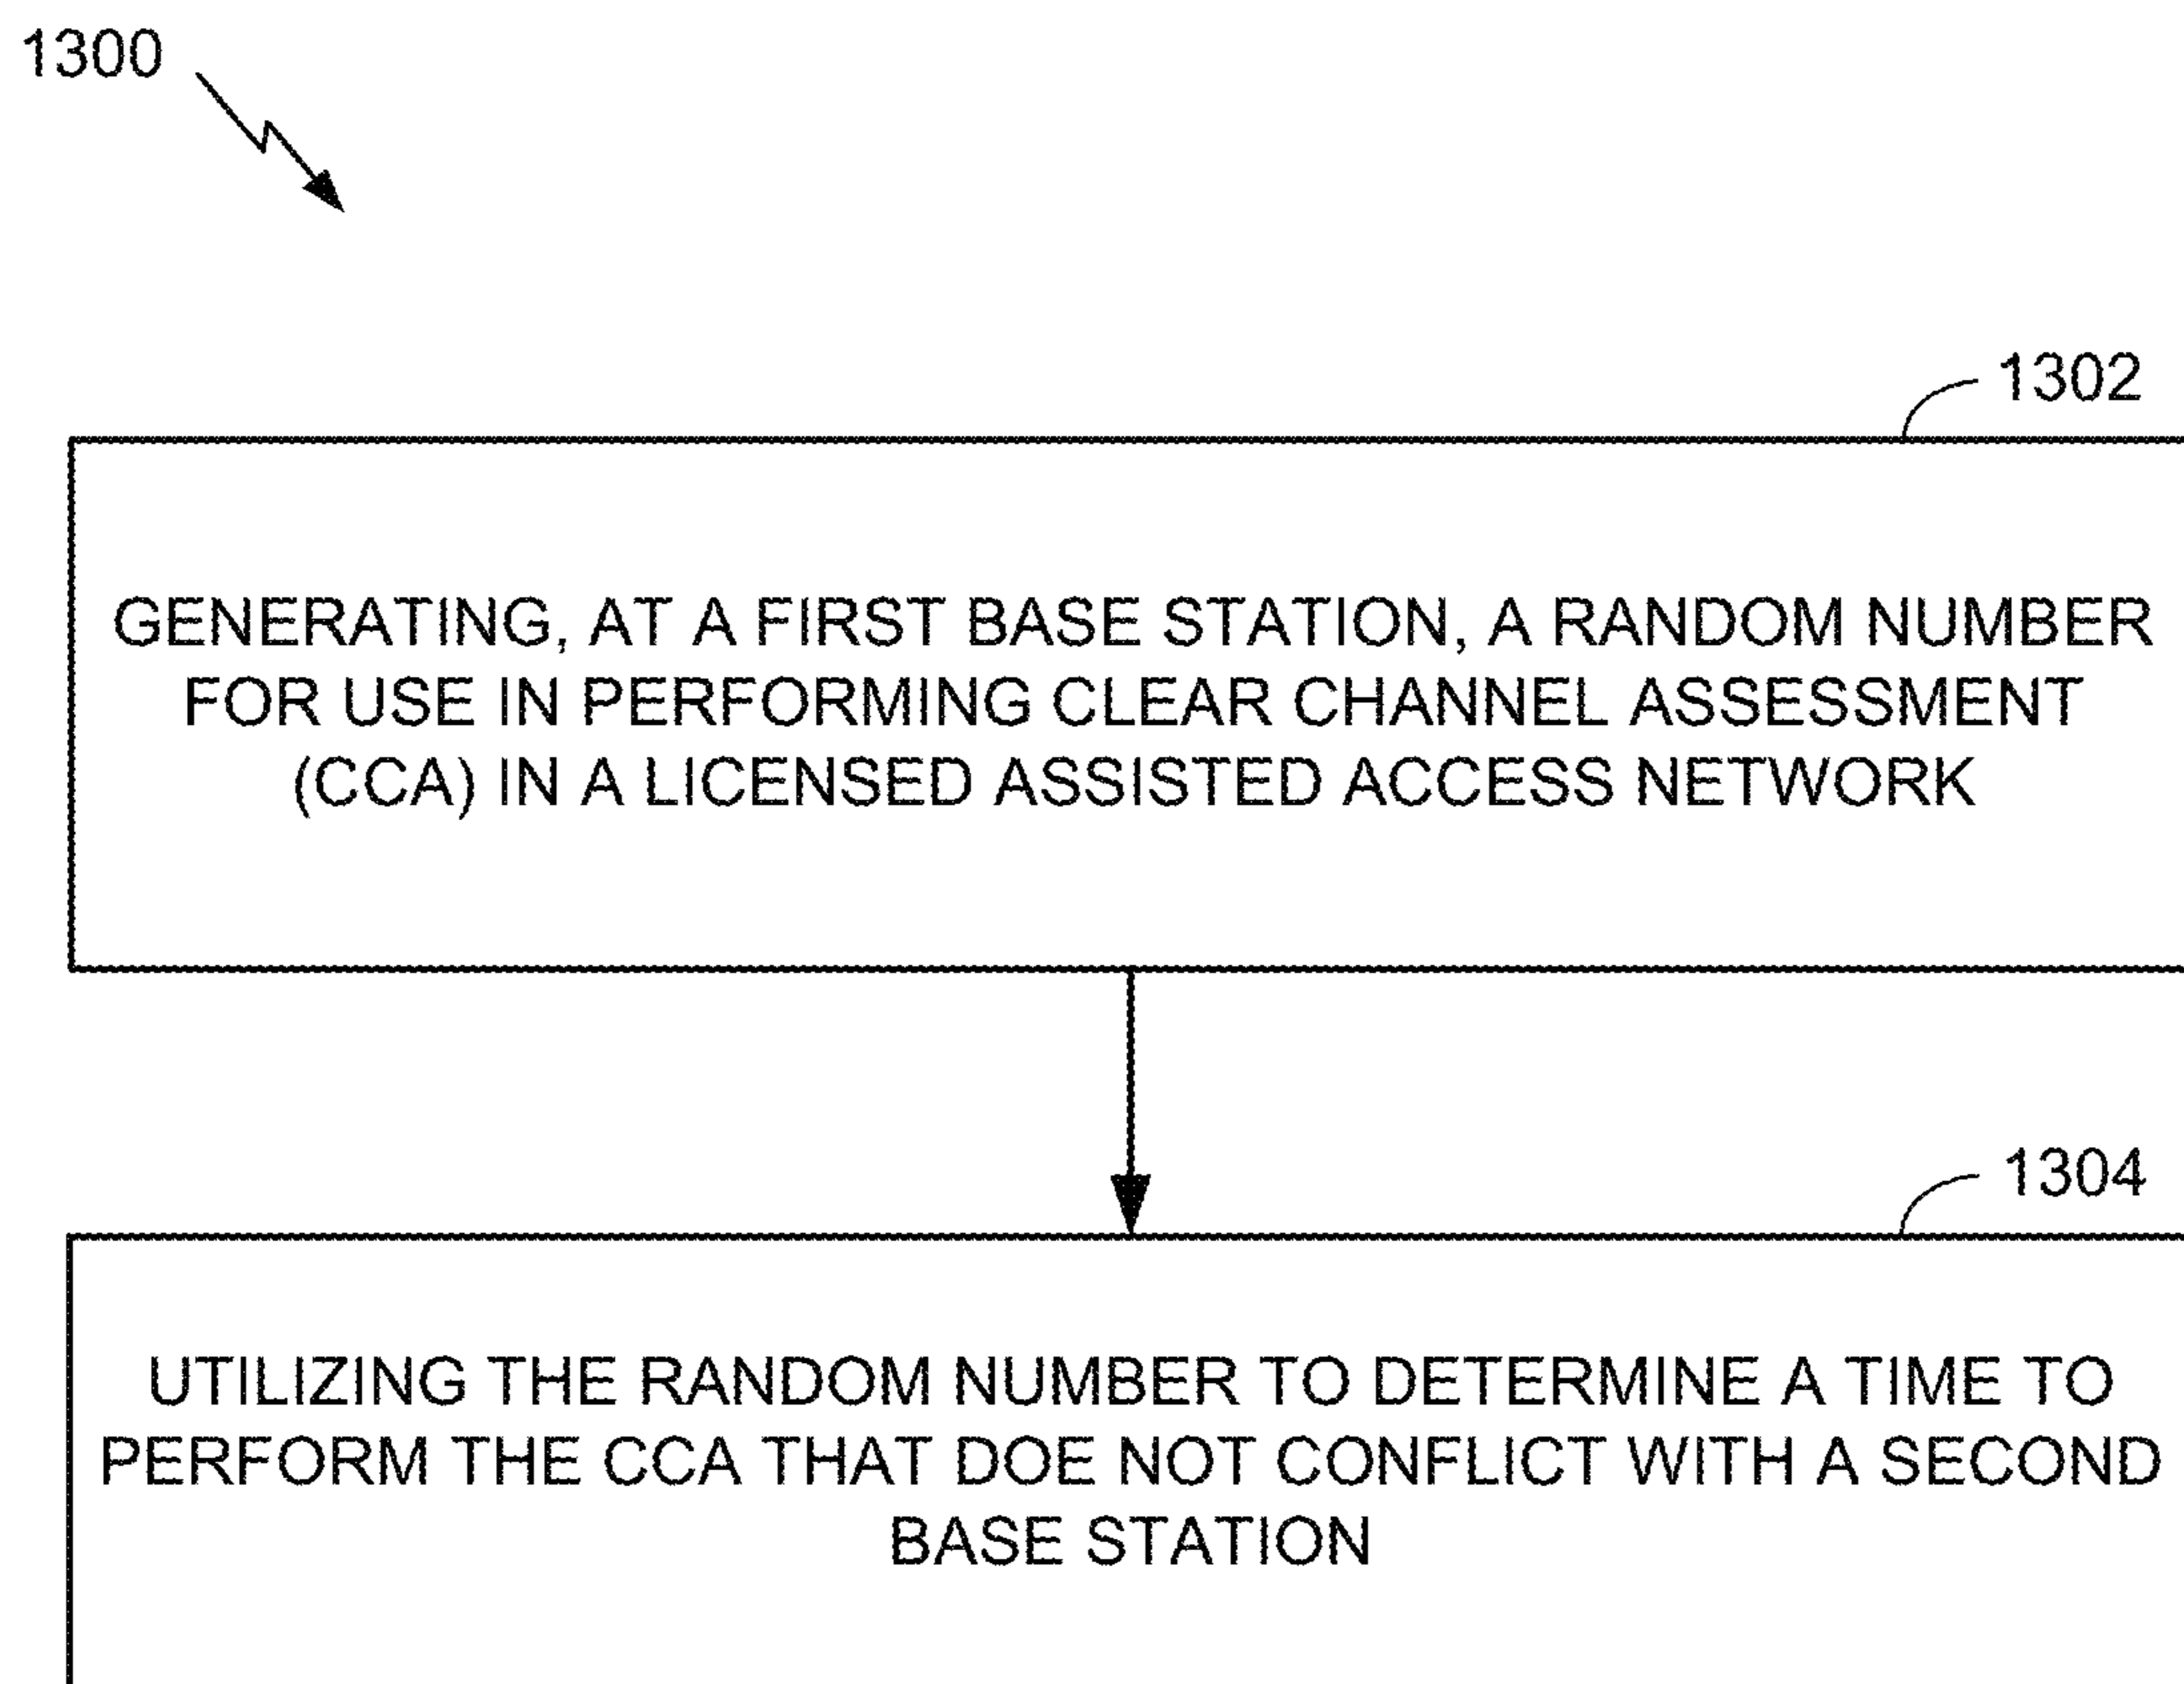 1300
1302
GENERATING, AT A FIRST BASE STATION, A RANDOM NUMBER
FOR USE IN PERFORMING CLEAR CHANNEL ASSESSMENT
(CCA) IN A LICENSED ASSISTED ACCESS NETWORK
1304
UTILIZING THE RANDOM NUMBER TO DETERMINE A TIME TO
PERFORM THE CCA THAT DOE NOT CONFLICT WITH A SECOND
BASE STATION